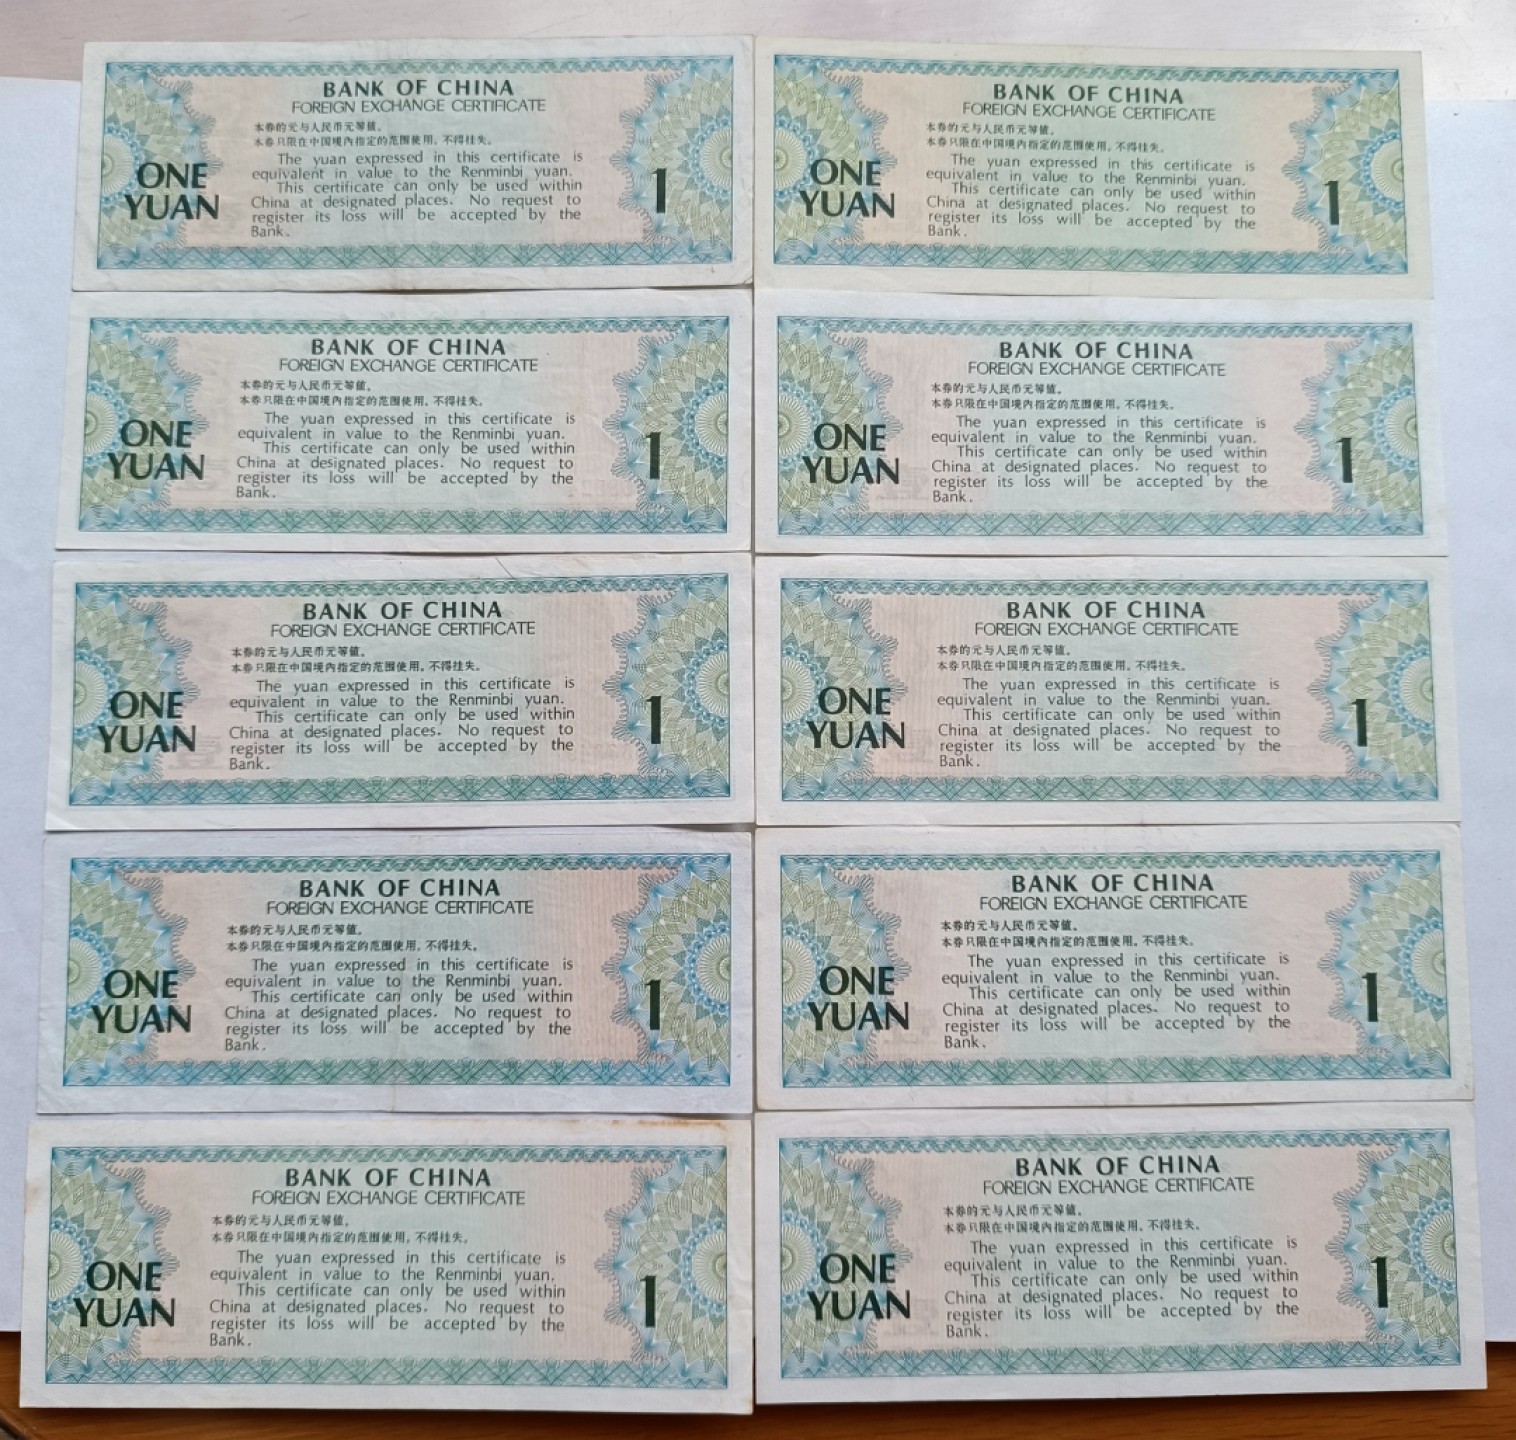 BANK OF CHINA
FOREIGN EXCHANGE CERTIFICATE
本券的元与人民币元等值。
本券只限在中国境内指定的范围使用,不得挂失。
The yuan expressed in this certificate is
equivalent in value to the Renminbi yuan.
This certificate can only be used within
China at designated places. No request to
register its loss will be accepted by the
Bank.
ONE
YUAN
1
BANK OF CHINA
FOREIGN EXCHANGE CERTIFICATE
本券的元与人民币元等值。
本券只限在中国境内指定的范围使用,不得挂失。
The yuan expressed in this certificate is
equivalent in value to the Renminbi yuan.
This certificate can only be used within
China at designated places. No request to
register its loss will be accepted by the
Bank.
ONE
YUAN
1
BANK OF CHINA
FOREIGN EXCHANGE CERTIFICATE
本券的元与人民币元等值。
本券只限在中国境内指定的范围使用,不得挂失。
The yuan expressed in this certificate is
equivalent in value to the Renminbi yuan.
This certificate can only be used within
China at designated places. No request to
register its loss will be accepted by the
Bank.
ONE
YUAN
1
BANK OF CHINA
FOREIGN EXCHANGE CERTIFICATE
本券的元与人民币元等值。
本券只限在中国境内指定的范围使用,不得挂失。
The yuan expressed in this certificate is
equivalent in value to the Renminbi yuan.
This certificate can only be used within
China at designated places. No request to
register its loss will be accepted by the
Bank.
ONE
YUAN
1
BANK OF CHINA
FOREIGN EXCHANGE CERTIFICATE
本券的元与人民币元等值。
本券只限在中国境内指定的范围使用,不得挂失。
The yuan expressed in this certificate is
equivalent in value to the Renminbi yuan.
This certificate can only be used within
China at designated places. No request to
register its loss will be accepted by the
Bank.
ONE
YUAN
1
BANK OF CHINA
FOREIGN EXCHANGE CERTIFICATE
本券的元与人民币元等值。
本券只限在中国境内指定的范围使用,不得挂失。
The yuan expressed in this certificate is
equivalent in value to the Renminbi yuan.
This certificate can only be used within
China at designated places. No request to
register its loss will be accepted by the
Bank.
ONE
YUAN
1
BANK OF CHINA
FOREIGN EXCHANGE CERTIFICATE
本券的元与人民币元等值。
本券只限在中国境内指定的范围使用,不得挂失。
The yuan expressed in this certificate is
equivalent in value to the Renminbi yuan.
This certificate can only be used within
China at designated places. No request to
register its loss will be accepted by the
Bank.
ONE
YUAN
1
BANK OF CHINA
FOREIGN EXCHANGE CERTIFICATE
本券的元与人民币元等值。
本券只限在中国境内指定的范围使用,不得挂失。
The yuan expressed in this certificate is
equivalent in value to the Renminbi yuan.
This certificate can only be used within
China at designated places. No request to
register its loss will be accepted by the
Bank.
ONE
YUAN
1
BANK OF CHINA
FOREIGN EXCHANGE CERTIFICATE
本券的元与人民币元等值。
本券只限在中国境内指定的范围使用,不得挂失。
The yuan expressed in this certificate is
equivalent in value to the Renminbi yuan.
This certificate can only be used within
China at designated places. No request to
register its loss will be accepted by the
Bank.
ONE
YUAN
1
BANK OF CHINA
FOREIGN EXCHANGE CERTIFICATE
本券的元与人民币元等值。
本券只限在中国境内指定的范围使用,不得挂失。
The yuan expressed in this certificate is
equivalent in value to the Renminbi yuan.
This certificate can only be used within
China at designated places. No request to
register its loss will be accepted by the
Bank.
ONE
YUAN
1